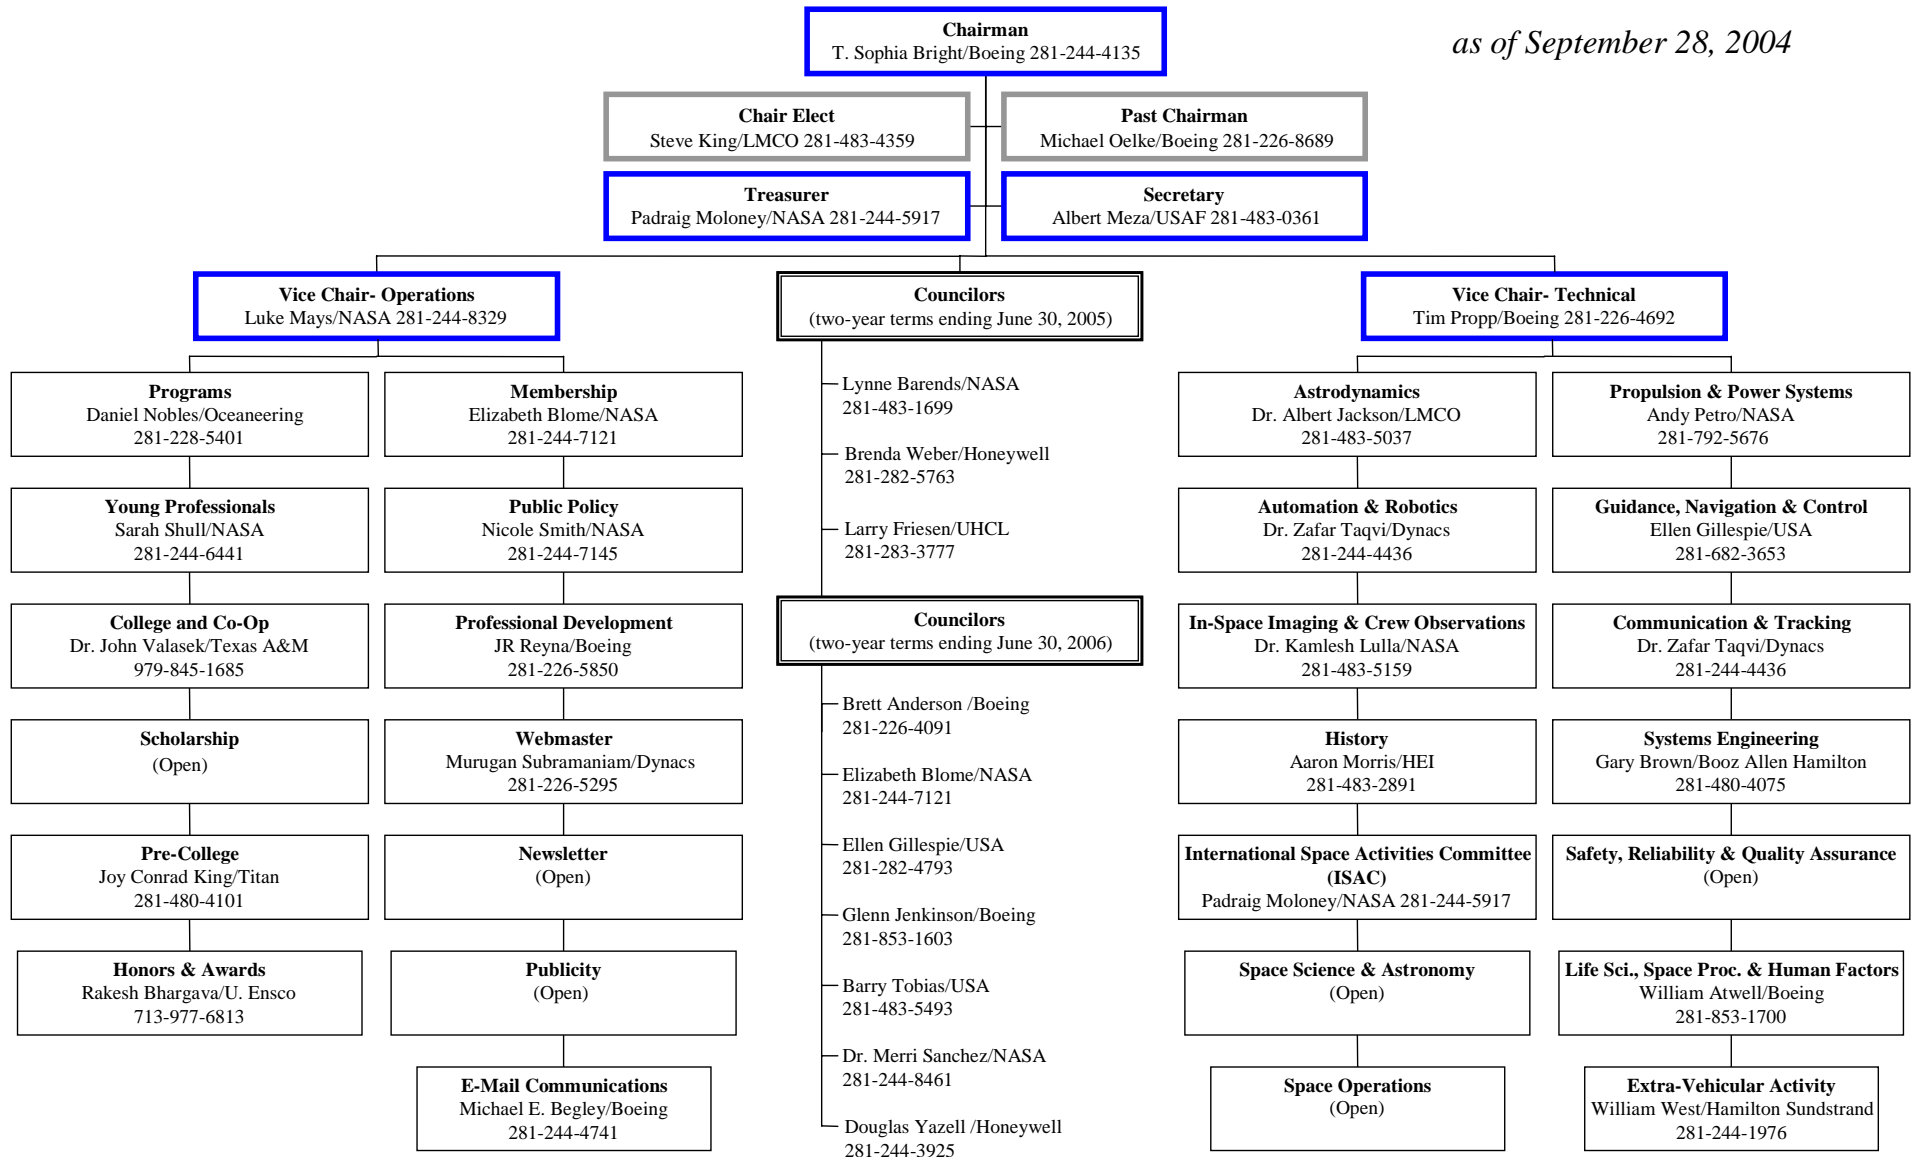 Chairman
T. Sophia Bright/Boeing 281-244-4135
as of September 28, 2004
Chair Elect
Steve King/LMCO 281-483-4359
Past Chairman
Michael Oelke/Boeing 281-226-8689
Treasurer
Padraig Moloney/NASA 281-244-5917
Secretary
Albert Meza/USAF 281-483-0361
Vice Chair- Operations
Luke Mays/NASA 281-244-8329
Programs
Daniel Nobles/Oceaneering
281-228-5401
Young Professionals
Sarah Shull/NASA
281-244-6441
College and Co-Op
Dr. John Valasek/Texas A&M
979-845-1685
Scholarship
(Open)
Pre-College
Joy Conrad King/Titan
281-480-4101
Honors & Awards
Rakesh Bhargava/U. Ensco
713-977-6813
Membership
Elizabeth Blome/NASA
281-244-7121
Public Policy
Nicole Smith/NASA
281-244-7145
Professional Development
JR Reyna/Boeing
281-226-5850
Webmaster
Murugan Subramaniam/Dynacs
281-226-5295
Newsletter
(Open)
Publicity
(Open)
E-Mail Communications
Michael E. Begley/Boeing
281-244-4741
Councilors
(two-year terms ending June 30, 2005)
Lynne Barends/NASA
281-483-1699
Brenda Weber/Honeywell
281-282-5763
Larry Friesen/UHCL
281-283-3777
Councilors
(two-year terms ending June 30, 2006)
Brett Anderson /Boeing
281-226-4091
Elizabeth Blome/NASA
281-244-7121
Ellen Gillespie/USA
281-282-4793
Glenn Jenkinson/Boeing
281-853-1603
Barry Tobias/USA
281-483-5493
Dr. Merri Sanchez/NASA
281-244-8461
Douglas Yazell /Honeywell
281-244-3925
Vice Chair- Technical
Tim Propp/Boeing 281-226-4692
Astrodynamics
Dr. Albert Jackson/LMCO
281-483-5037
Automation & Robotics
Dr. Zafar Taqvi/Dynacs
281-244-4436
In-Space Imaging & Crew Observations
Dr. Kamlesh Lulla/NASA
281-483-5159
History
Aaron Morris/HEI
281-483-2891
International Space Activities Committee
(ISAC)
Padraig Moloney/NASA 281-244-5917
Space Science & Astronomy
(Open)
Space Operations
(Open)
Propulsion & Power Systems
Andy Petro/NASA
281-792-5676
Guidance, Navigation & Control
Ellen Gillespie/USA
281-682-3653
Communication & Tracking
Dr. Zafar Taqvi/Dynacs
281-244-4436
Systems Engineering
Gary Brown/Booz Allen Hamilton
281-480-4075
Safety, Reliability & Quality Assurance
(Open)
Life Sci., Space Proc. & Human Factors
William Atwell/Boeing
281-853-1700
Extra-Vehicular Activity
William West/Hamilton Sundstrand
281-244-1976